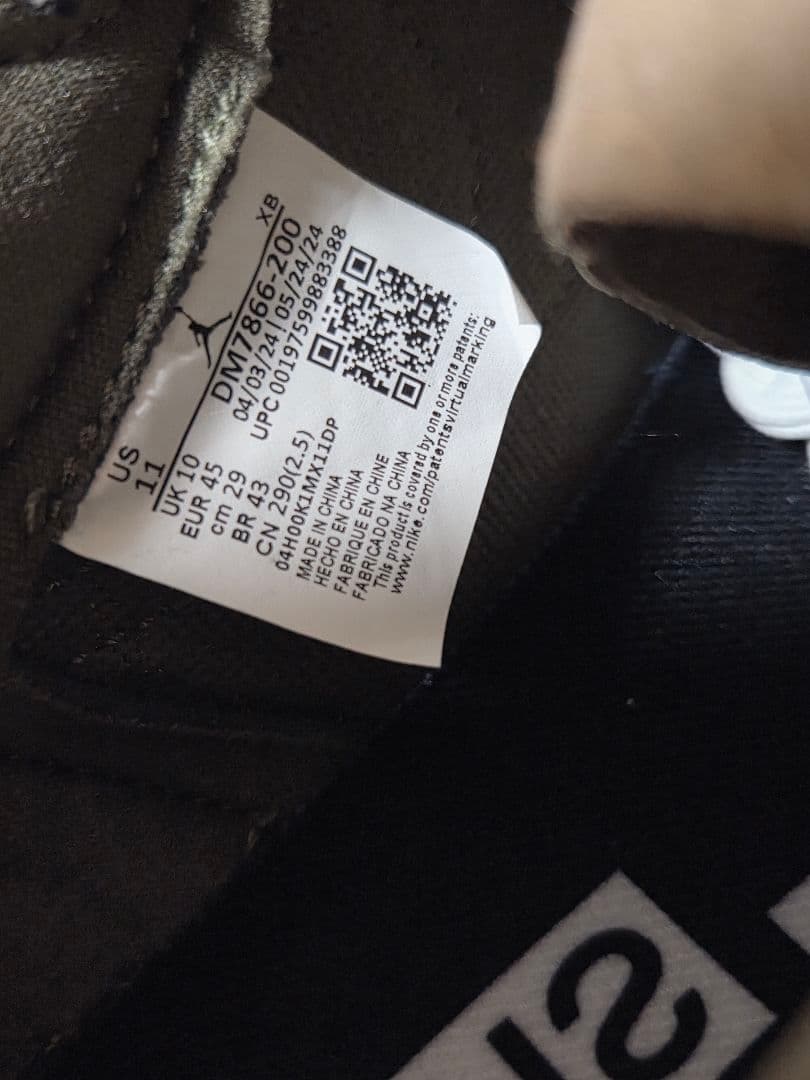 US
11
XB
UK 10
EUR 45
cm 29
BR 43
CN 290(2.5)
DM7866-200
04/03/24|05/24/24
UPC 00197599883388
04H00K1MX11DP
MADE IN CHINA
HECHO EN CHINA
FABRIQUE EN CHINE
FABRICADO NA CHINA
This product is covered by one or more patents:
www.nike.com/patentsvirtualmarking